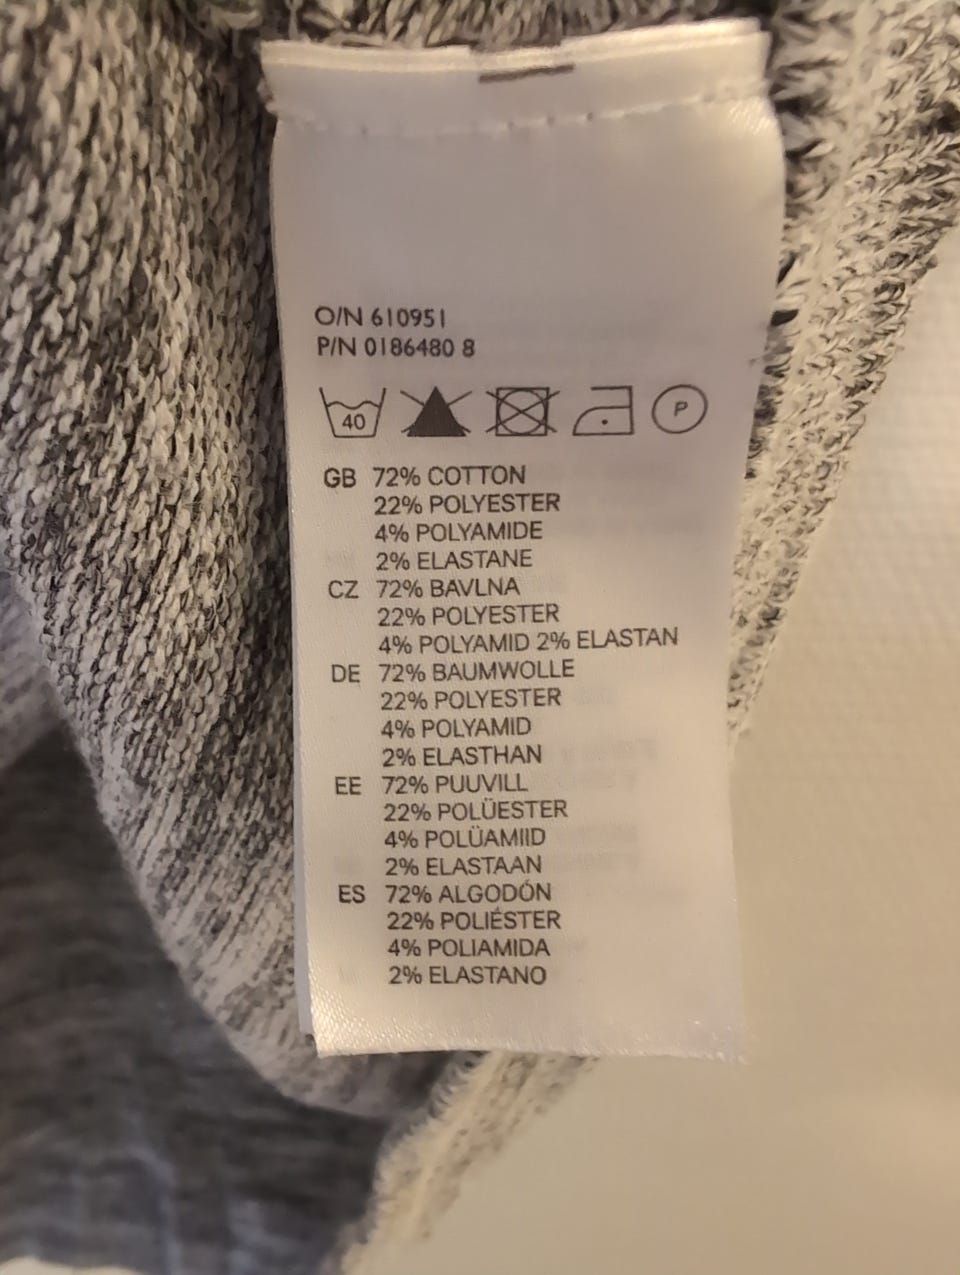 O/N 610951
P/N 0186480 8
40 P
GB 72% COTTON
22% POLYESTER
4% POLYAMIDE
2% ELASTANE
CZ 72% BAVLNA
22% POLYESTER
4% POLYAMID 2% ELASTAN
DE 72% BAUMWOLLE
22% POLYESTER
4% POLYAMID
2% ELASTHAN
EE 72% PUUVILL
22% POLÜESTER
4% POLÜAMIID
2% ELASTAAN
ES 72% ALGODÓN
22% POLIÉSTER
4% POLIAMIDA
2% ELASTANO